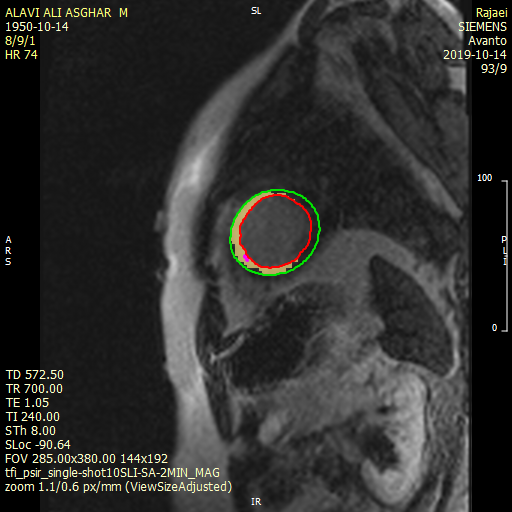 SL
ALAVI ALI ASGHAR M
1950-10-14
8/9/1
HR 74
Rajaei
SIEMENS
Avanto
2019-10-14
93/9
100
A
R
S
P
L
I
0
TD 572.50
TR 700.00
TE 1.05
TI 240.00
STh 8.00
SLoc -90.64
FOV 285.00x380.00 144x192
tfi_psir_single-shot10SLI-SA-2MIN_MAG
zoom 1.1/0.6 px/mm (ViewSizeAdjusted)
IR